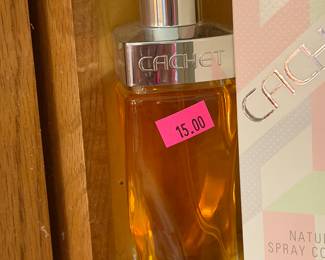 CACHET
15.00
CACH
NATU
SPRAY CO